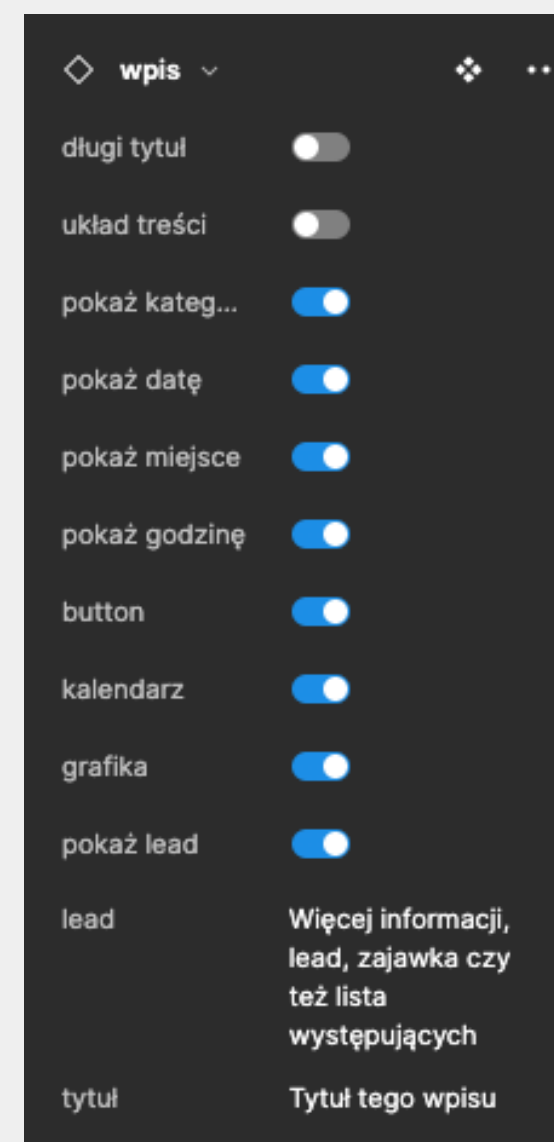 wpis
długi tytuł
układ treści
pokaż kateg...
pokaż datę
pokaż miejsce
pokaż godzinę
button
kalendarz
grafika
pokaż lead
lead Więcej informacji,
lead, zajawka czy
też lista
występujących
tytuł Tytuł tego wpisu